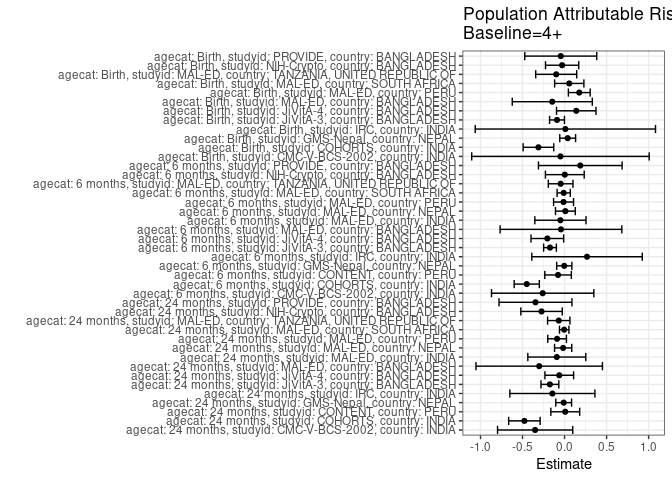 Population Attributable Ris
Baseline=4+
agecat: Birth, studyid: PROVIDE, country: BANGLADESH
agecat: Birth, studyid: NIH-Crypto, country: BANGLADESH
agecat: Birth, studyid: MAL-ED, country: TANZANIA, UNITED REPUBLIC OF
agecat: Birth, studyid: MAL-ED, country: SOUTH AFRICA
agecat: Birth, studyid: MAL-ED, country: PERU
agecat: Birth, studyid: MAL-ED, country: BANGLADESH
agecat: Birth, studyid: JiVitA-4, country: BANGLADESH
agecat: Birth, studyid: JiVitA-3, country: BANGLADESH
agecat: Birth, studyid: IRC, country: INDIA
agecat: Birth, studyid: GMS-Nepal, country: NEPAL
agecat: Birth, studyid: COHORTS, country: INDIA
agecat: Birth, studyid: CMC-V-BCS-2002, country: INDIA
agecat: 6 months, studyid: PROVIDE, country: BANGLADESH
agecat: 6 months, studyid: NIH-Crypto, country: BANGLADESH
agecat: 6 months, studyid: MAL-ED, country: TANZANIA, UNITED REPUBLIC OF
agecat: 6 months, studyid: MAL-ED, country: SOUTH AFRICA
agecat: 6 months, studyid: MAL-ED, country: PERU
agecat: 6 months, studyid: MAL-ED, country: NEPAL
agecat: 6 months, studyid: MAL-ED, country: INDIA
agecat: 6 months, studyid: MAL-ED, country: BANGLADESH
agecat: 6 months, studyid: JiVitA-4, country: BANGLADESH
agecat: 6 months, studyid: JiVitA-3, country: BANGLADESH
agecat: 6 months, studyid: IRC, country: INDIA
agecat: 6 months, studyid: GMS-Nepal, country: NEPAL
agecat: 6 months, studyid: CONTENT, country: PERU
agecat: 6 months, studyid: COHORTS, country: INDIA
agecat: 6 months, studyid: CMC-V-BCS-2002, country: INDIA
agecat: 24 months, studyid: PROVIDE, country: BANGLADESH
agecat: 24 months, studyid: NIH-Crypto, country: BANGLADESH
agecat: 24 months, studyid: MAL-ED, country: TANZANIA, UNITED REPUBLIC OF
agecat: 24 months, studyid: MAL-ED, country: SOUTH AFRICA
agecat: 24 months, studyid: MAL-ED, country: PERU
agecat: 24 months, studyid: MAL-ED, country: NEPAL
agecat: 24 months, studyid: MAL-ED, country: INDIA
agecat: 24 months, studyid: MAL-ED, country: BANGLADESH
agecat: 24 months, studyid: JiVitA-4, country: BANGLADESH
agecat: 24 months, studyid: JiVitA-3, country: BANGLADESH
agecat: 24 months, studyid: IRC, country: INDIA
agecat: 24 months, studyid: GMS-Nepal, country: NEPAL
agecat: 24 months, studyid: CONTENT, country: PERU
agecat: 24 months, studyid: COHORTS, country: INDIA
agecat: 24 months, studyid: CMC-V-BCS-2002, country: INDIA
-1.0 -0.5 0.0 0.5 1.0
Estimate